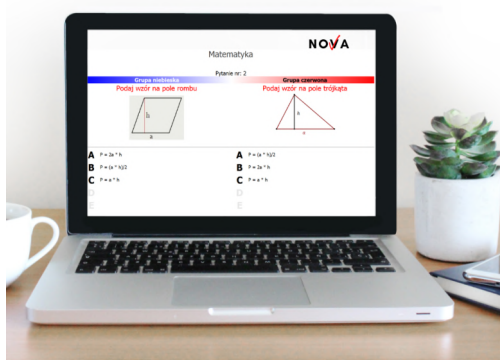 NOVA
Matematyka
Pytanie nr: 2
Grupa niebieska
Podaj wzór na pole rombu
h
a
A P = 2a * h
B P = (a * h)/2
C P = a * h
D
E
Grupa czerwona
Podaj wzór na pole trójkąta
h
a
A P = (a * h)/2
B P = 2a * h
C P = a * h
D
E